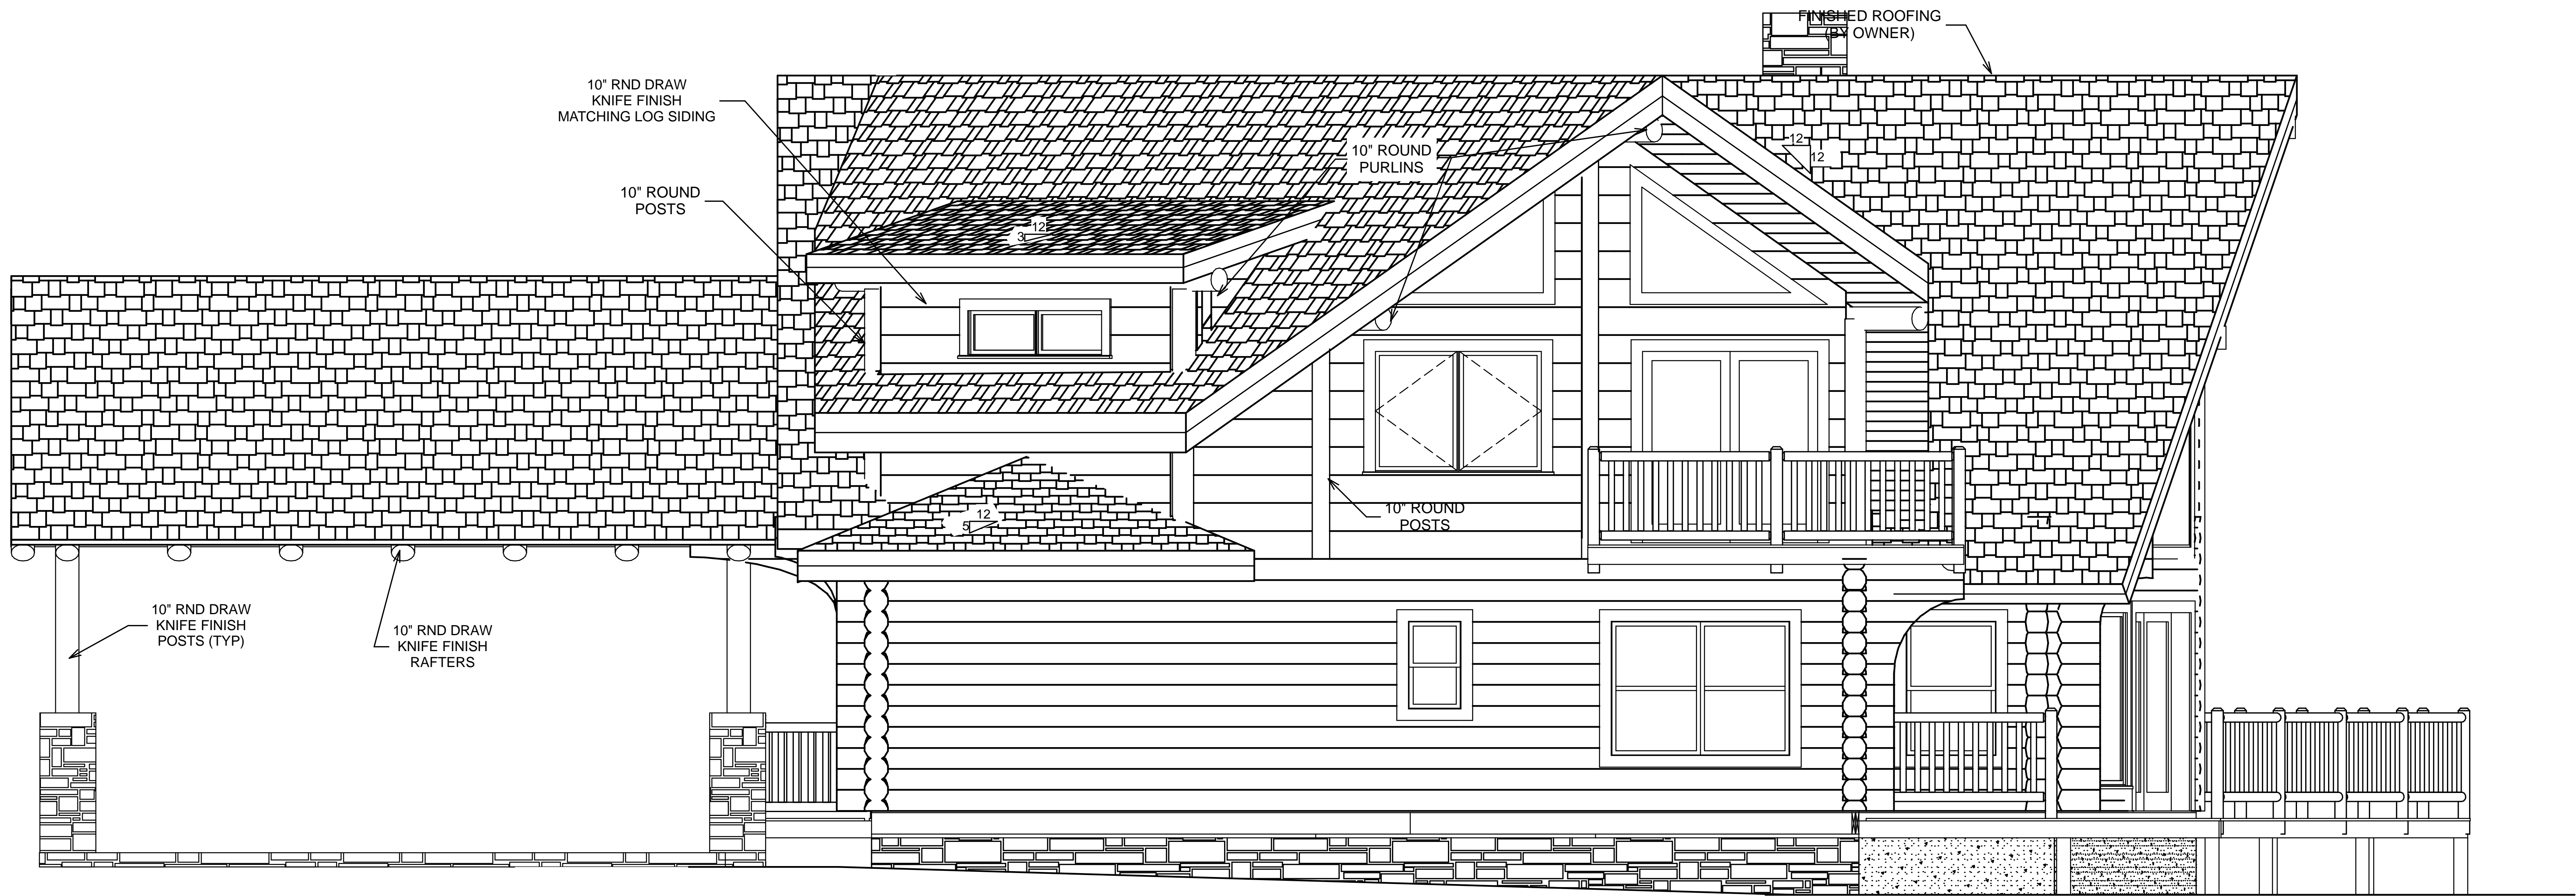 FINISHED ROOFING
(BY OWNER)
10" RND DRAW
KNIFE FINISH
MATCHING LOG SIDING
10" ROUND
PURLINS
12
12
10" ROUND
POSTS
12
3
10" ROUND
POSTS
12
5
10" RND DRAW
KNIFE FINISH
POSTS (TYP)
10" RND DRAW
KNIFE FINISH
RAFTERS